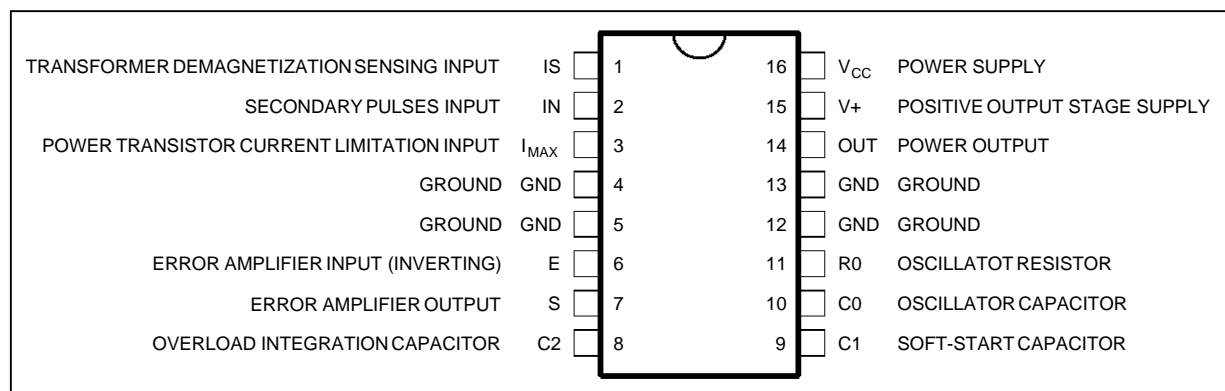 TRANSFORMER DEMAGNETIZATION SENSING INPUT IS 1 16 VCC POWER SUPPLY
SECONDARY PULSES INPUT IN 2 15 V+ POSITIVE OUTPUT STAGE SUPPLY
POWER TRANSISTOR CURRENT LIMITATION INPUT IMAX 3 14 OUT POWER OUTPUT
GROUND GND 4 13 GND GROUND
GROUND GND 5 12 GND GROUND
ERROR AMPLIFIER INPUT (INVERTING) E 6 11 R0 OSCILLATOT RESISTOR
ERROR AMPLIFIER OUTPUT S 7 10 C0 OSCILLATOR CAPACITOR
OVERLOAD INTEGRATION CAPACITOR C2 8 9 C1 SOFT-START CAPACITOR